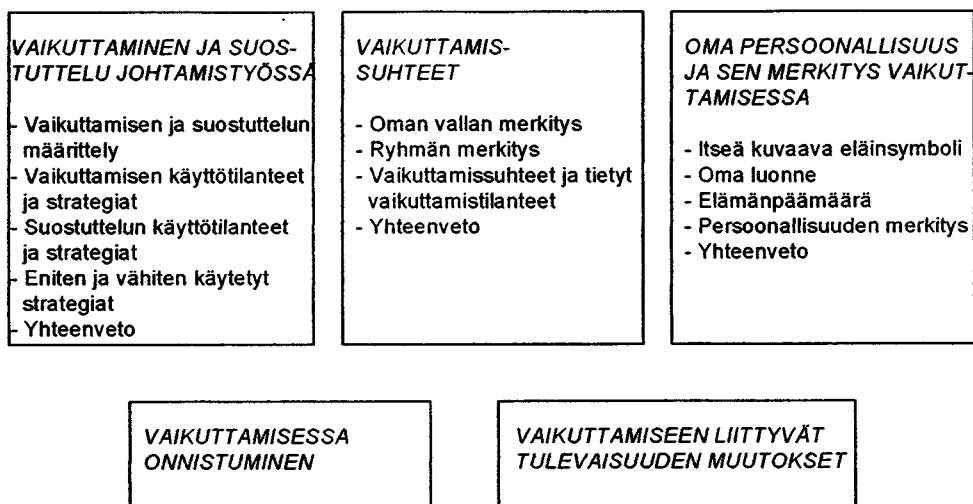 VAIKUTTAMINEN JA SUOS-
TUTTELU JOHTAMISTYÖSSÄ
- Vaikuttamisen ja suostuttelun
määrittely
- Vaikuttamisen käyttötilanteet
ja strategiat
- Suostuttelun käyttötilanteet
ja strategiat
- Eniten ja vähiten käytetyt
strategiat
- Yhteenveto
VAIKUTTAMIS-
SUHTEET
- Oman vallan merkitys
- Ryhmän merkitys
- Vaikuttamissuhteet ja tietyt
vaikuttamistilanteet
- Yhteenveto
OMA PERSOONALLISUUS
JA SEN MERKITYS VAIKUT-
TAMISESSA
- Itseä kuvaava eläinsymboli
- Oma luonne
- Elämänpäämäärä
- Persoonallisuuden merkitys
- Yhteenveto
VAIKUTTAMISESSA
ONNISTUMINEN
VAIKUTTAMISEEN LIITTYVÄT
TULEVAISUUDEN MUUTOKSET